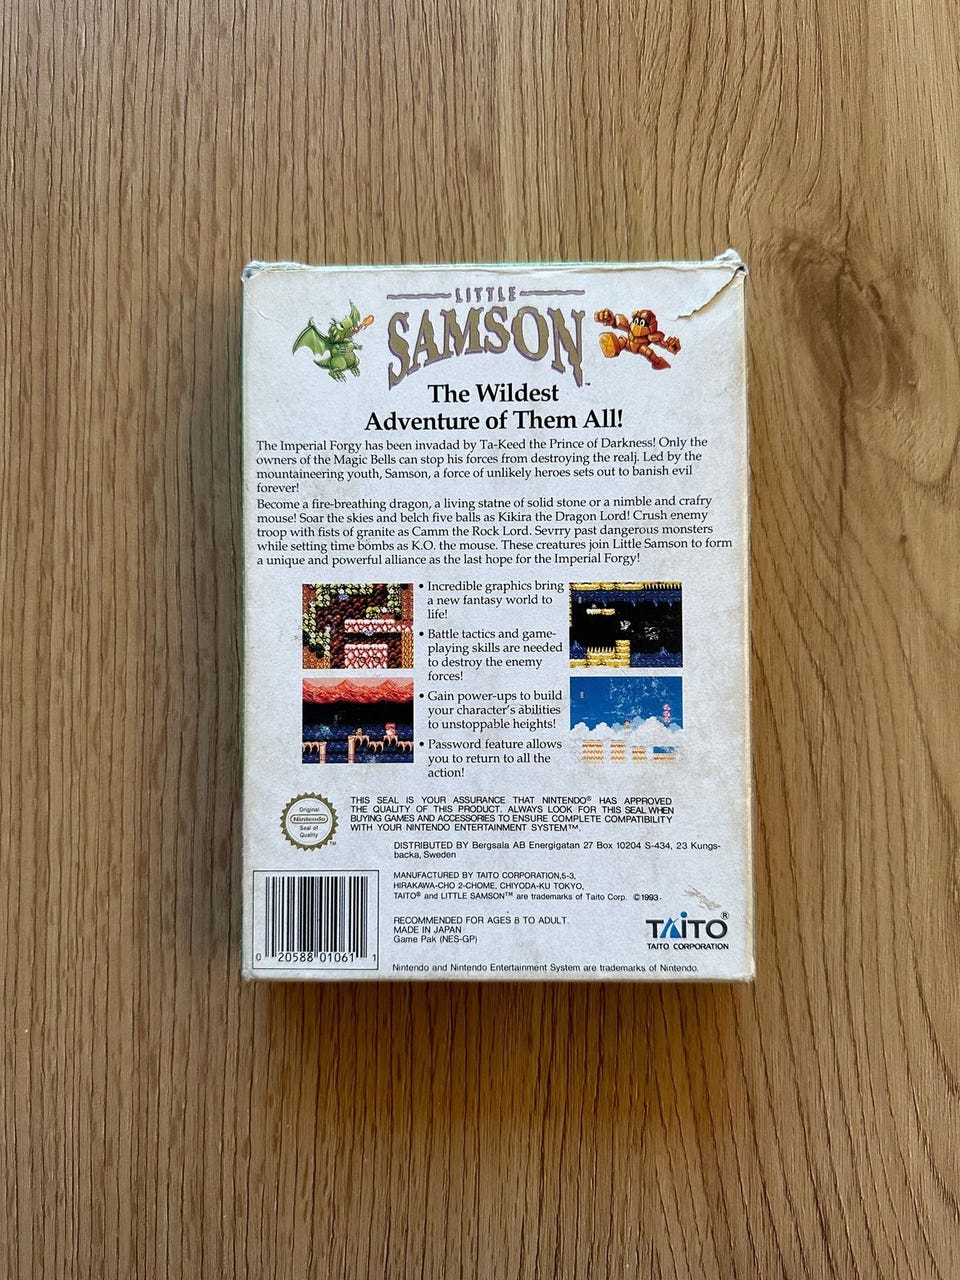 LITTLE
SAMSON™
The Wildest
Adventure of Them All!
The Imperial Forgy has been invadad by Ta-Keed the Prince of Darkness! Only the
owners of the Magic Bells can stop his forces from destroying the realj. Led by the
mountaineering youth, Samson, a force of unlikely heroes sets out to banish evil
forever!
Become a fire-breathing dragon, a living statne of solid stone or a nimble and crafry
mouse! Soar the skies and belch five balls as Kikira the Dragon Lord! Crush enemy
troop with fists of granite as Camm the Rock Lord. Sevrry past dangerous monsters
while setting time bombs as K.O. the mouse. These creatures join Little Samson to form
a unique and powerful alliance as the last hope for the Imperial Forgy!
• Incredible graphics bring
a new fantasy world to
life!
• Battle tactics and game-
playing skills are needed
to destroy the enemy
forces!
• Gain power-ups to build
your character's abilities
to unstoppable heights!
• Password feature allows
you to return to all the
action!
Original
Nintendo
Seal of
Quality
TM
THIS SEAL IS YOUR ASSURANCE THAT NINTENDO® HAS APPROVED
THE QUALITY OF THIS PRODUCT. ALWAYS LOOK FOR THIS SEAL WHEN
BUYING GAMES AND ACCESSORIES TO ENSURE COMPLETE COMPATIBILITY
WITH YOUR NINTENDO ENTERTAINMENT SYSTEM™.
DISTRIBUTED BY Bergsala AB Energigatan 27 Box 10204 S-434, 23 Kungs-
backa, Sweden
MANUFACTURED BY TAITO CORPORATION,5-3,
HIRAKAWA-CHO 2-CHOME, CHIYODA-KU TOKYO,
TAITO® and LITTLE SAMSON™ are trademarks of Taito Corp. ©1993.
RECOMMENDED FOR AGES 8 TO ADULT.
MADE IN JAPAN
Game Pak (NES-GP)
TAITO®
TAITO CORPORATION
0 20588 01061 1
Nintendo and Nintendo Entertainment System are trademarks of Nintendo.